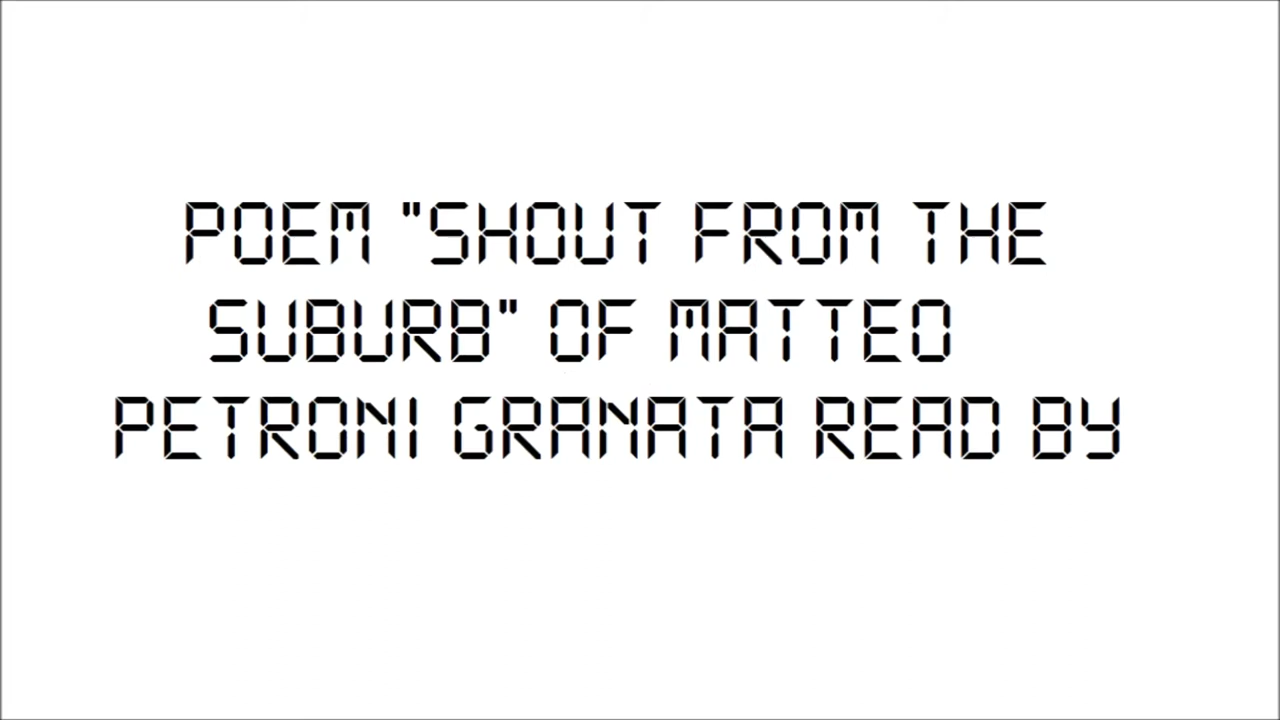 POEM "SHOUT FROM THE
SUBURB" OF MATTEO
PETRONI GRANATA READ BY